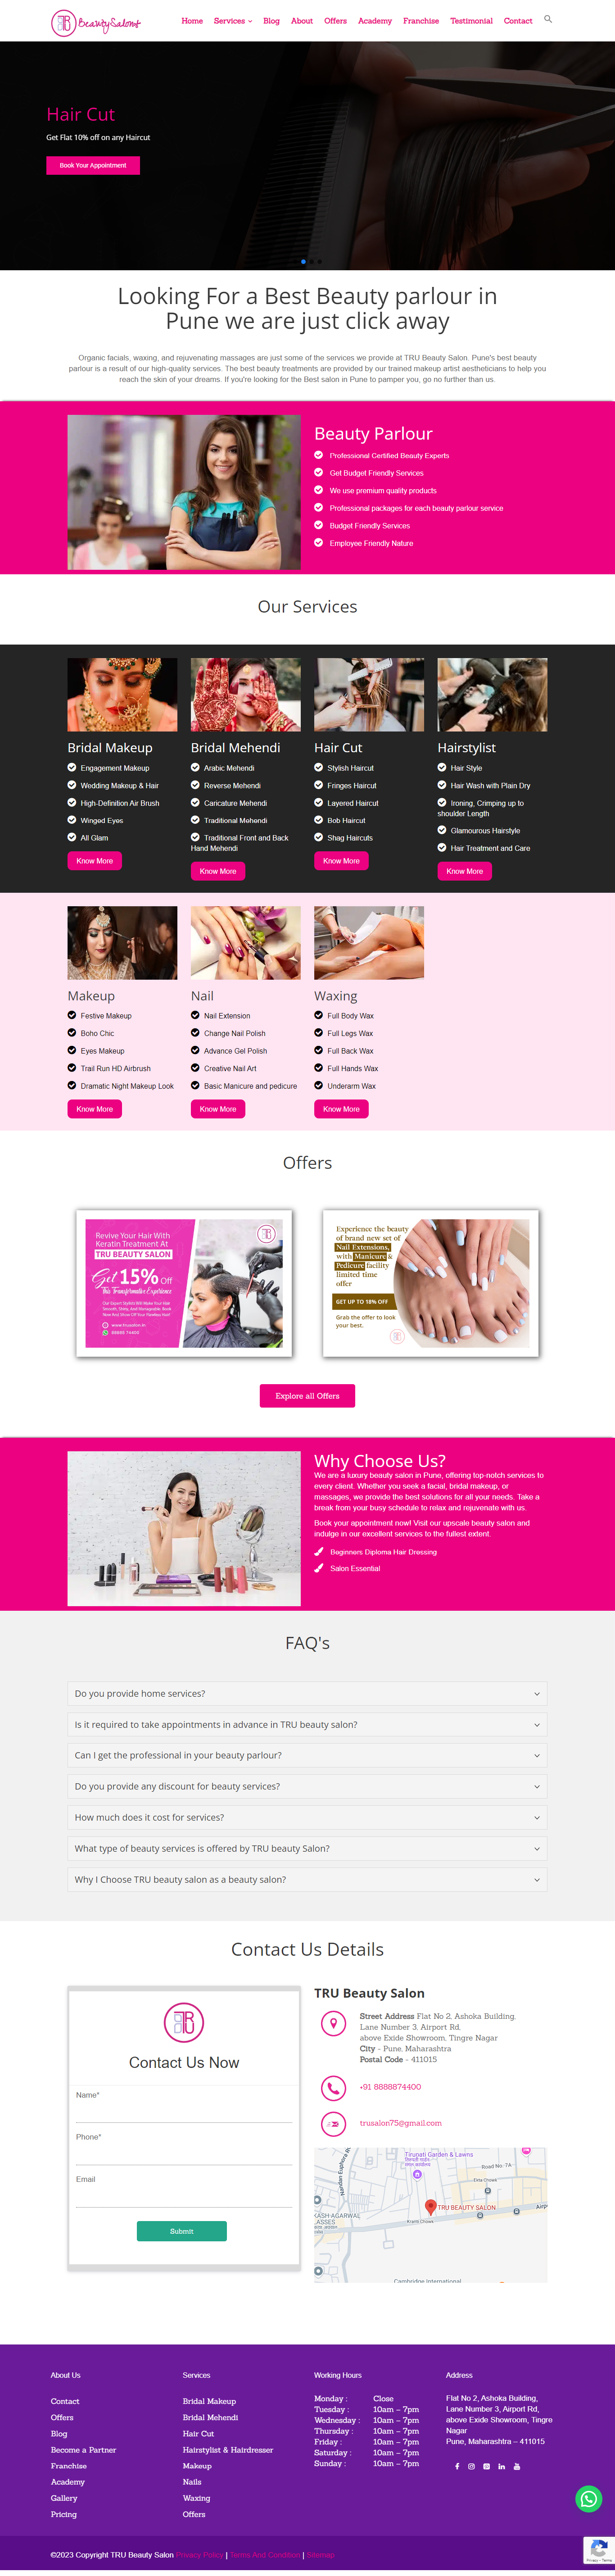 BeautySalon
Home Services Blog About Offers Academy Franchise Testimonial Contact
Hair Cut
Get Flat 10% off on any Haircut
Book Your Appointment
Looking For a Best Beauty parlour in
Pune we are just click away
Organic facials, waxing, and rejuvenating massages are just some of the services we provide at TRU Beauty Salon. Pune's best beauty
parlour is a result of our high-quality services. The best beauty treatments are provided by our trained makeup artist aestheticians to help you
reach the skin of your dreams. If you're looking for the Best salon in Pune to pamper you, go no further than us.
Beauty Parlour
Professional Certified Beauty Experts
Get Budget Friendly Services
We use premium quality products
Professional packages for each beauty parlour service
Budget Friendly Services
Employee Friendly Nature
Our Services
Bridal Makeup
Engagement Makeup
Wedding Makeup & Hair
High-Definition Air Brush
Winged Eyes
All Glam
Know More
Bridal Mehendi
Arabic Mehendi
Reverse Mehendi
Caricature Mehendi
Traditional Mehendi
Traditional Front and Back
Hand Mehendi
Know More
Hair Cut
Stylish Haircut
Fringes Haircut
Layered Haircut
Bob Haircut
Shag Haircuts
Know More
Hairstylist
Hair Style
Hair Wash with Plain Dry
Ironing, Crimping up to
shoulder Length
Glamourous Hairstyle
Hair Treatment and Care
Know More
Makeup
Festive Makeup
Boho Chic
Eyes Makeup
Trail Run HD Airbrush
Dramatic Night Makeup Look
Know More
Nail
Nail Extension
Change Nail Polish
Advance Gel Polish
Creative Nail Art
Basic Manicure and pedicure
Know More
Waxing
Full Body Wax
Full Legs Wax
Full Back Wax
Full Hands Wax
Underarm Wax
Know More
Offers
Revive Your Hair With
Keratin Treatment At
TRU BEAUTY SALON
Get 15% Off
This Transformative Experience
www.trusalon.in
88885 74400
Experience the beauty
of brand new set of
Nail Extensions,
with Manicure &
Pedicure facility
limited time
offer
GET UP TO 18% OFF
Grab the offer to look
your best.
Explore all Offers
Why Choose Us?
We are a luxury beauty salon in Pune, offering top-notch services to
every client. Whether you seek a facial, bridal makeup, or
massages, we provide the best solutions for all your needs. Take a
break from your busy schedule to relax and rejuvenate with us.
Book your appointment now! Visit our upscale beauty salon and
indulge in our excellent services to the fullest extent.
Beginners Diploma Hair Dressing
Salon Essential
FAQ's
Do you provide home services?
Is it required to take appointments in advance in TRU beauty salon?
Can I get the professional in your beauty parlour?
Do you provide any discount for beauty services?
How much does it cost for services?
What type of beauty services is offered by TRU beauty Salon?
Why I Choose TRU beauty salon as a beauty salon?
Contact Us Details
Contact Us Now
Name*
Phone*
Email
Submit
TRU Beauty Salon
Street Address Flat No 2, Ashoka Building,
Lane Number 3, Airport Rd,
above Exide Showroom, Tingre Nagar
City - Pune, Maharashtra
Postal Code - 411015
+91 8888874400
trusalon75@gmail.com
Tirunati Garden & Lawns
Road No. 7A
Ekta Chowk
TRU BEAUTY SALON
KASH-AGARWAL
LASSES
Kranti Chowk
Cambridge International
About Us
Contact
Offers
Blog
Become a Partner
Franchise
Academy
Gallery
Pricing
Services
Bridal Makeup
Bridal Mehendi
Hair Cut
Hairstylist & Hairdresser
Makeup
Nails
Waxing
Offers
Working Hours
Monday : Close
Tuesday : 10am – 7pm
Wednesday : 10am – 7pm
Thursday : 10am – 7pm
Friday : 10am – 7pm
Saturday : 10am – 7pm
Sunday : 10am – 7pm
Address
Flat No 2, Ashoka Building,
Lane Number 3, Airport Rd,
above Exide Showroom, Tingre
Nagar
Pune, Maharashtra – 411015
©2023 Copyright TRU Beauty Salon Privacy Policy | Terms And Condition | Sitemap
Privacy - Terms